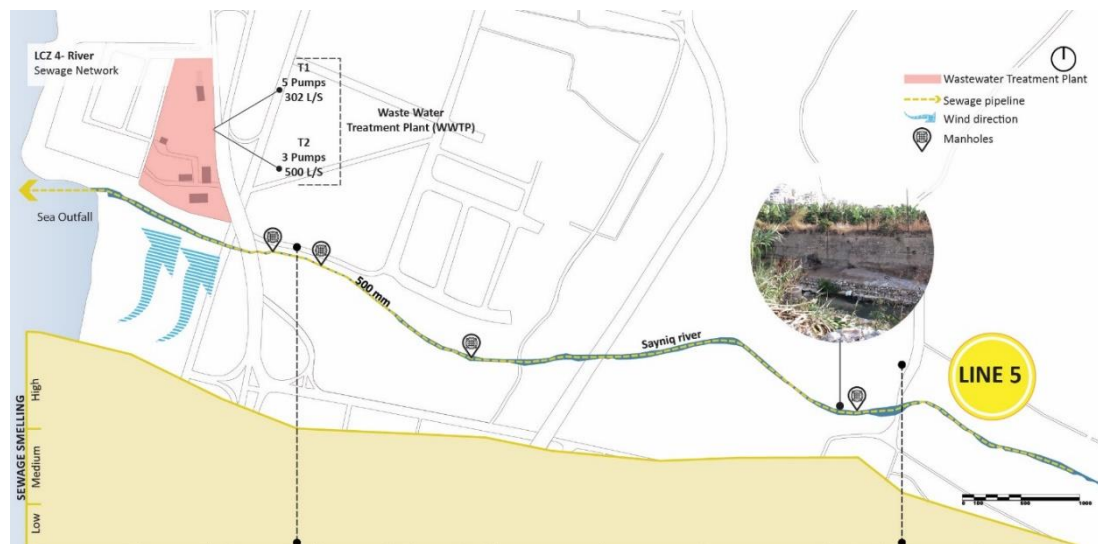 LCZ 4- River
Sewage Network
T1
5 Pumps
302 L/S
T2
3 Pumps
500 L/S
Waste Water
Treatment Plant (WWTP)
Wastewater Treatment Plant
Sewage pipeline
Wind direction
Manholes
Sea Outfall
500 mm
Sayniq river
LINE 5
SEWAGE SMELLING
High
Medium
Low
0 100